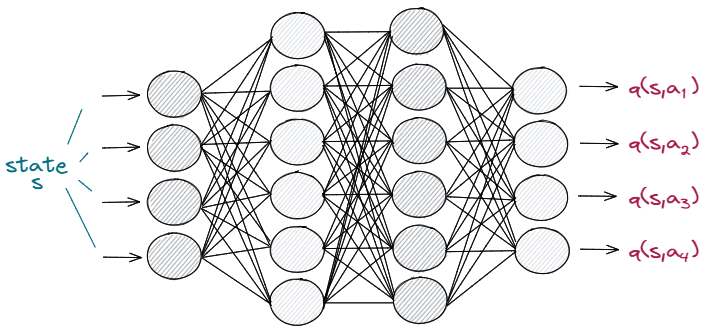 state
s
q(s,a₁)
q(s,a₂)
q(s,a₃)
q(s,a₄)